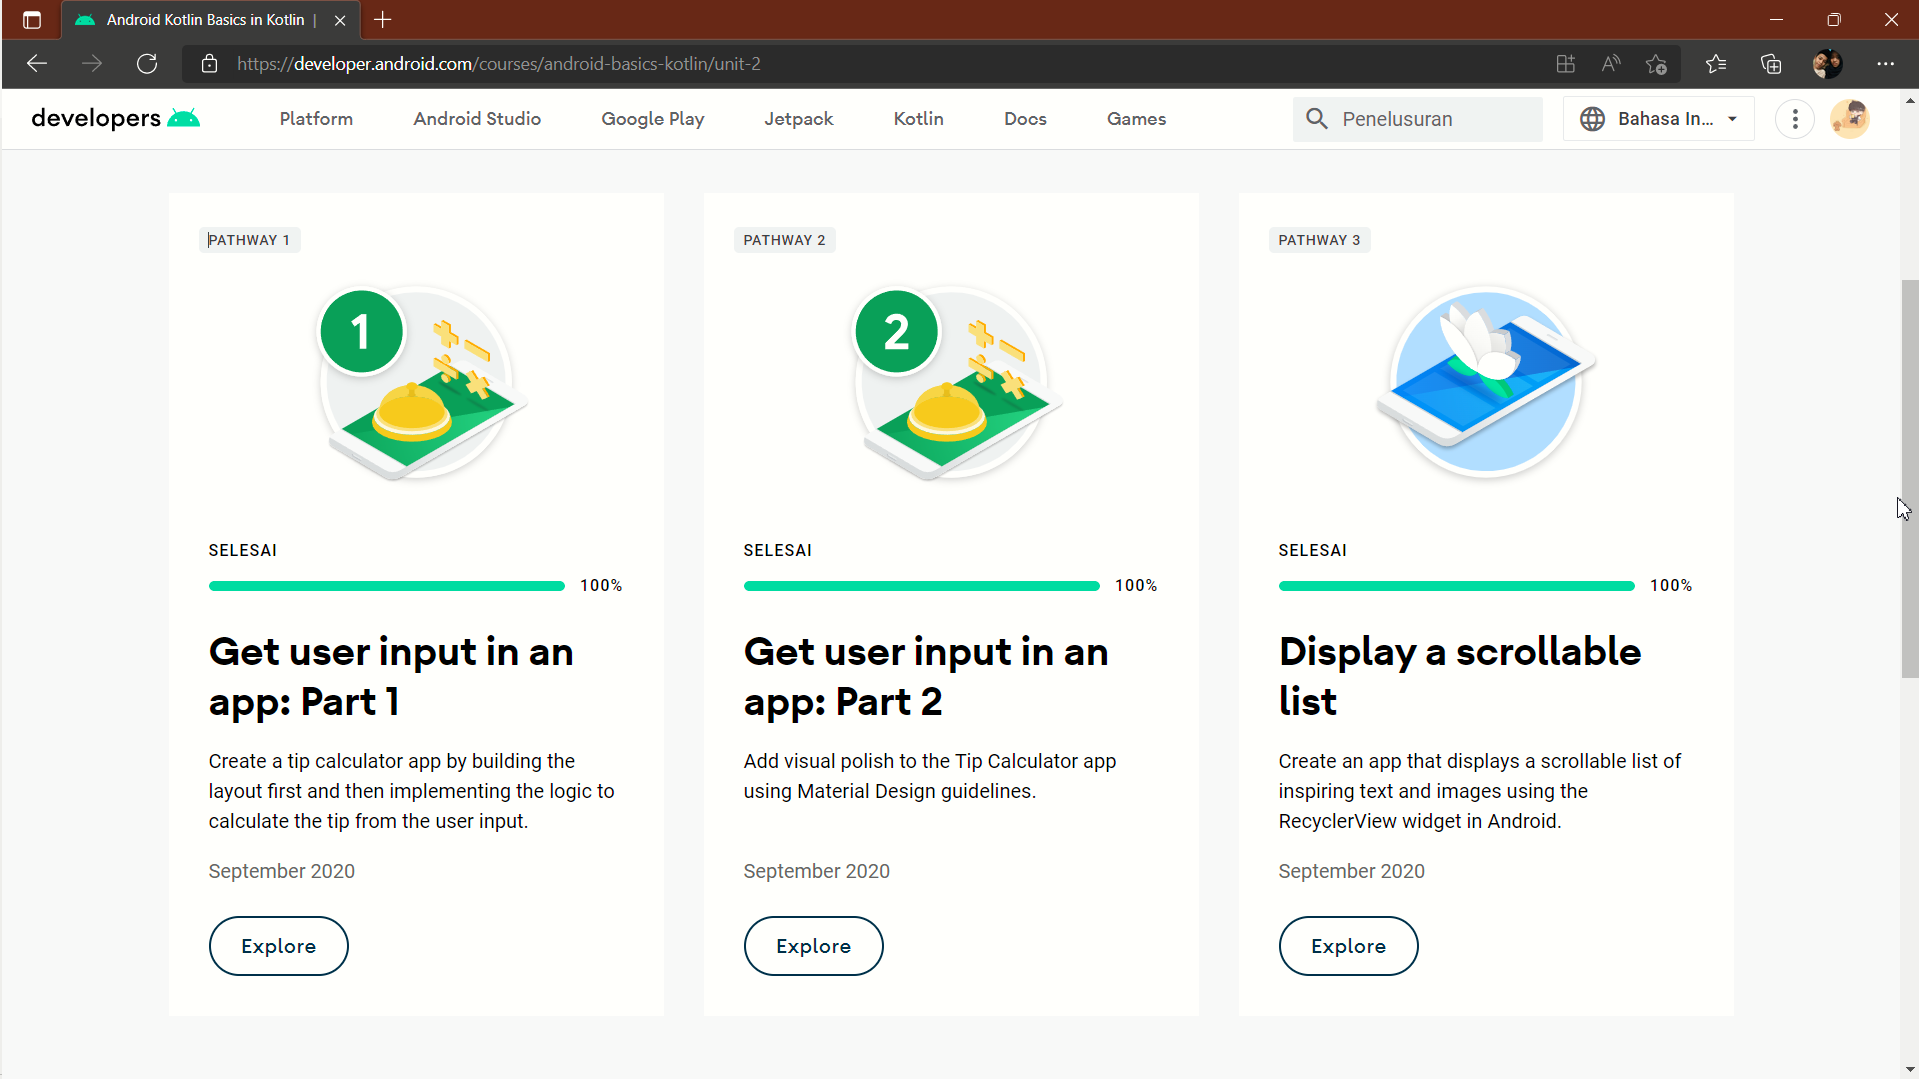 Android Kotlin Basics in Kotlin |
https://developer.android.com/courses/android-basics-kotlin/unit-2
developers
Platform
Android Studio
Google Play
Jetpack
Kotlin
Docs
Games
Penelusuran
Bahasa In...
PATHWAY 1
1
SELESAI
100%
Get user input in an
app: Part 1
Create a tip calculator app by building the
layout first and then implementing the logic to
calculate the tip from the user input.
September 2020
Explore
PATHWAY 2
2
SELESAI
100%
Get user input in an
app: Part 2
Add visual polish to the Tip Calculator app
using Material Design guidelines.
September 2020
Explore
PATHWAY 3
SELESAI
100%
Display a scrollable
list
Create an app that displays a scrollable list of
inspiring text and images using the
RecyclerView widget in Android.
September 2020
Explore